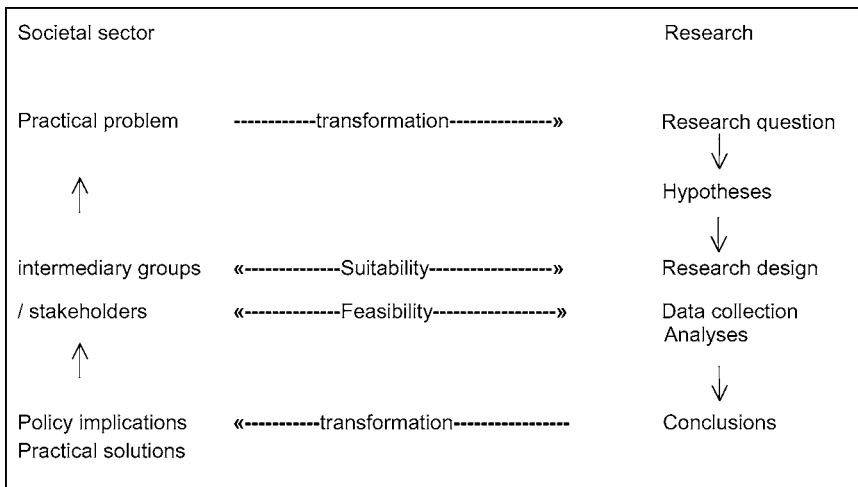 Societal sector Research
Practical problem ------------transformation---------------» Research question
Hypotheses
intermediary groups «--------------Suitability------------------» Research design
/ stakeholders «--------------Feasibility------------------» Data collection
Analyses
Policy implications «-----------transformation----------------- Conclusions
Practical solutions